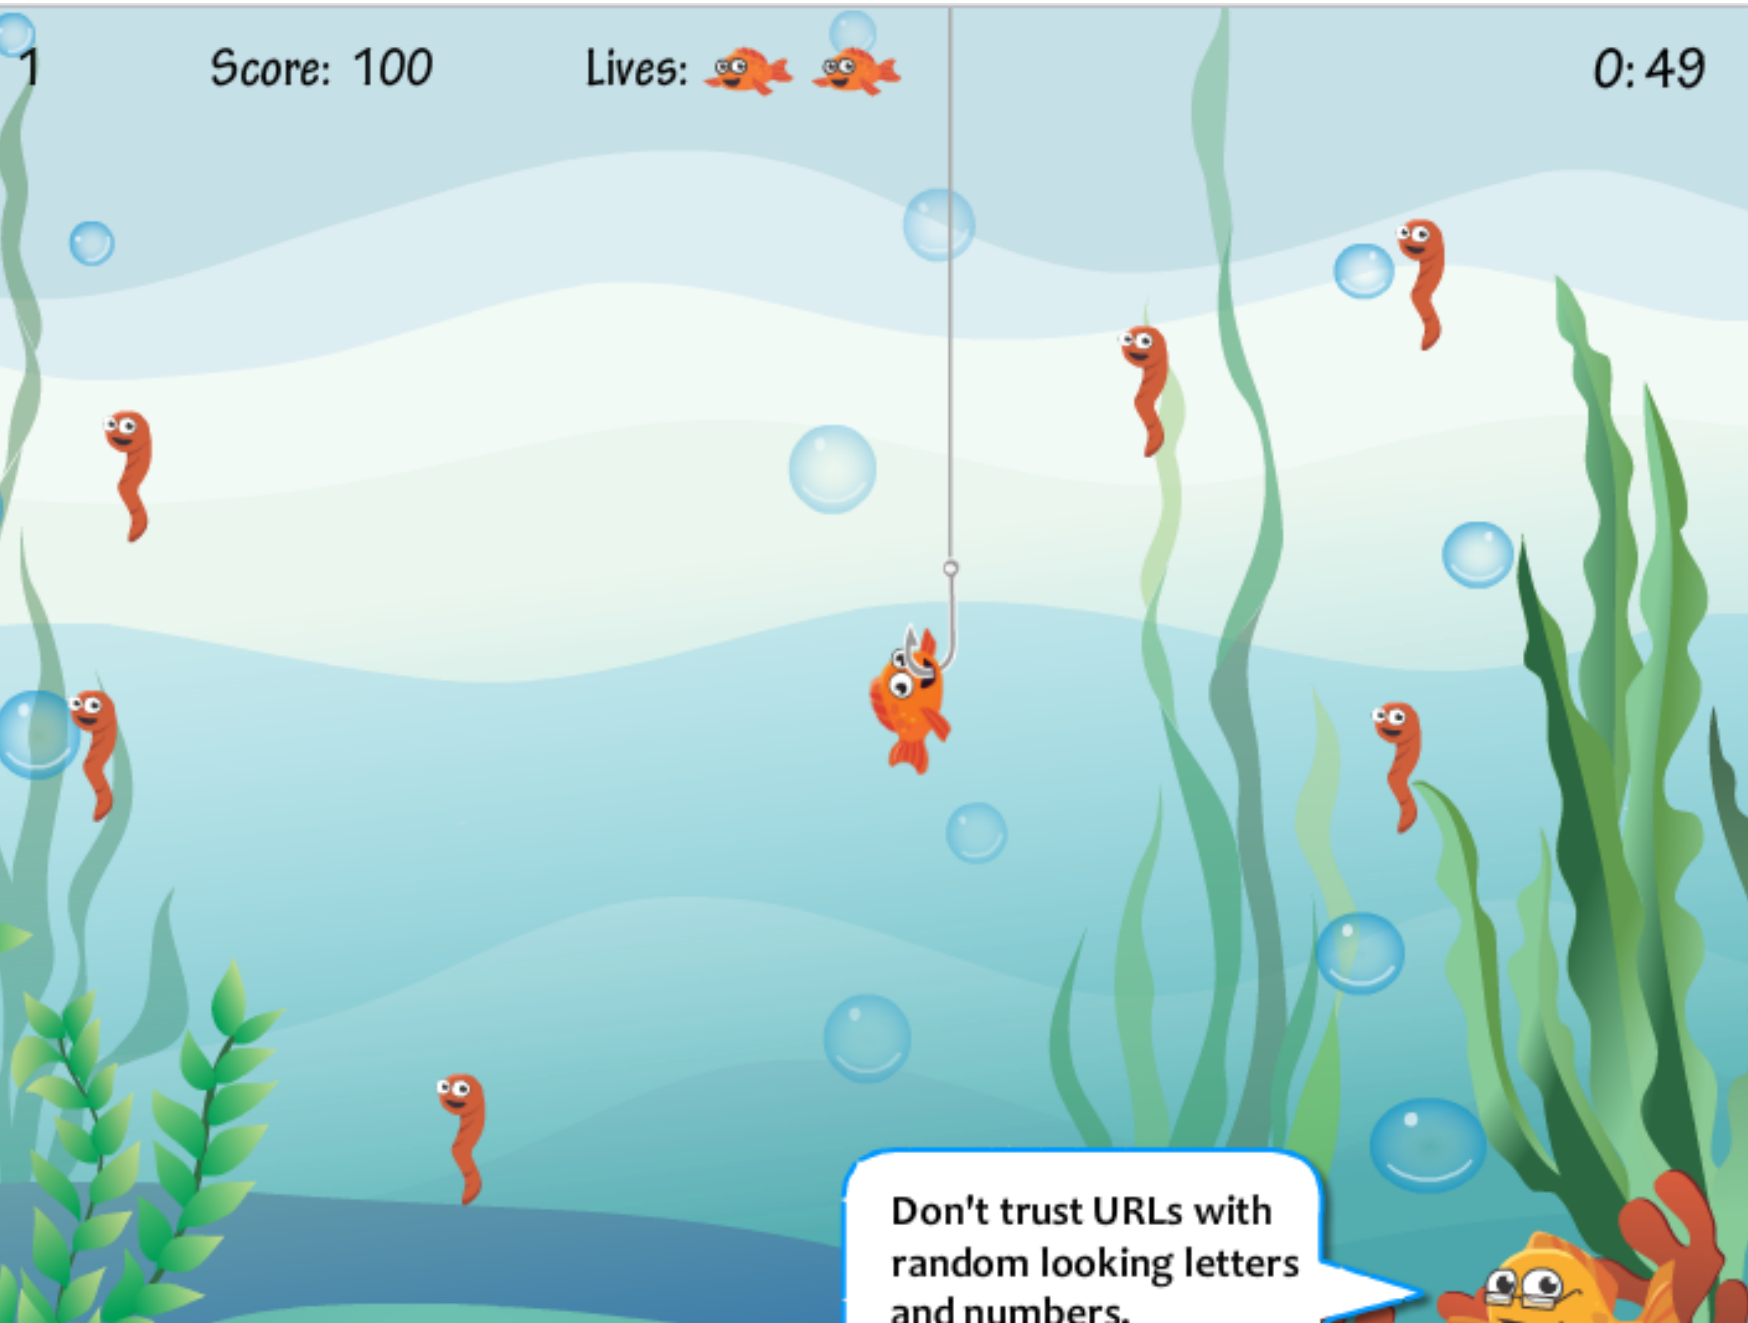 1 Score: 100 Lives: 0:49
Don't trust URLs with
random looking letters
and numbers.